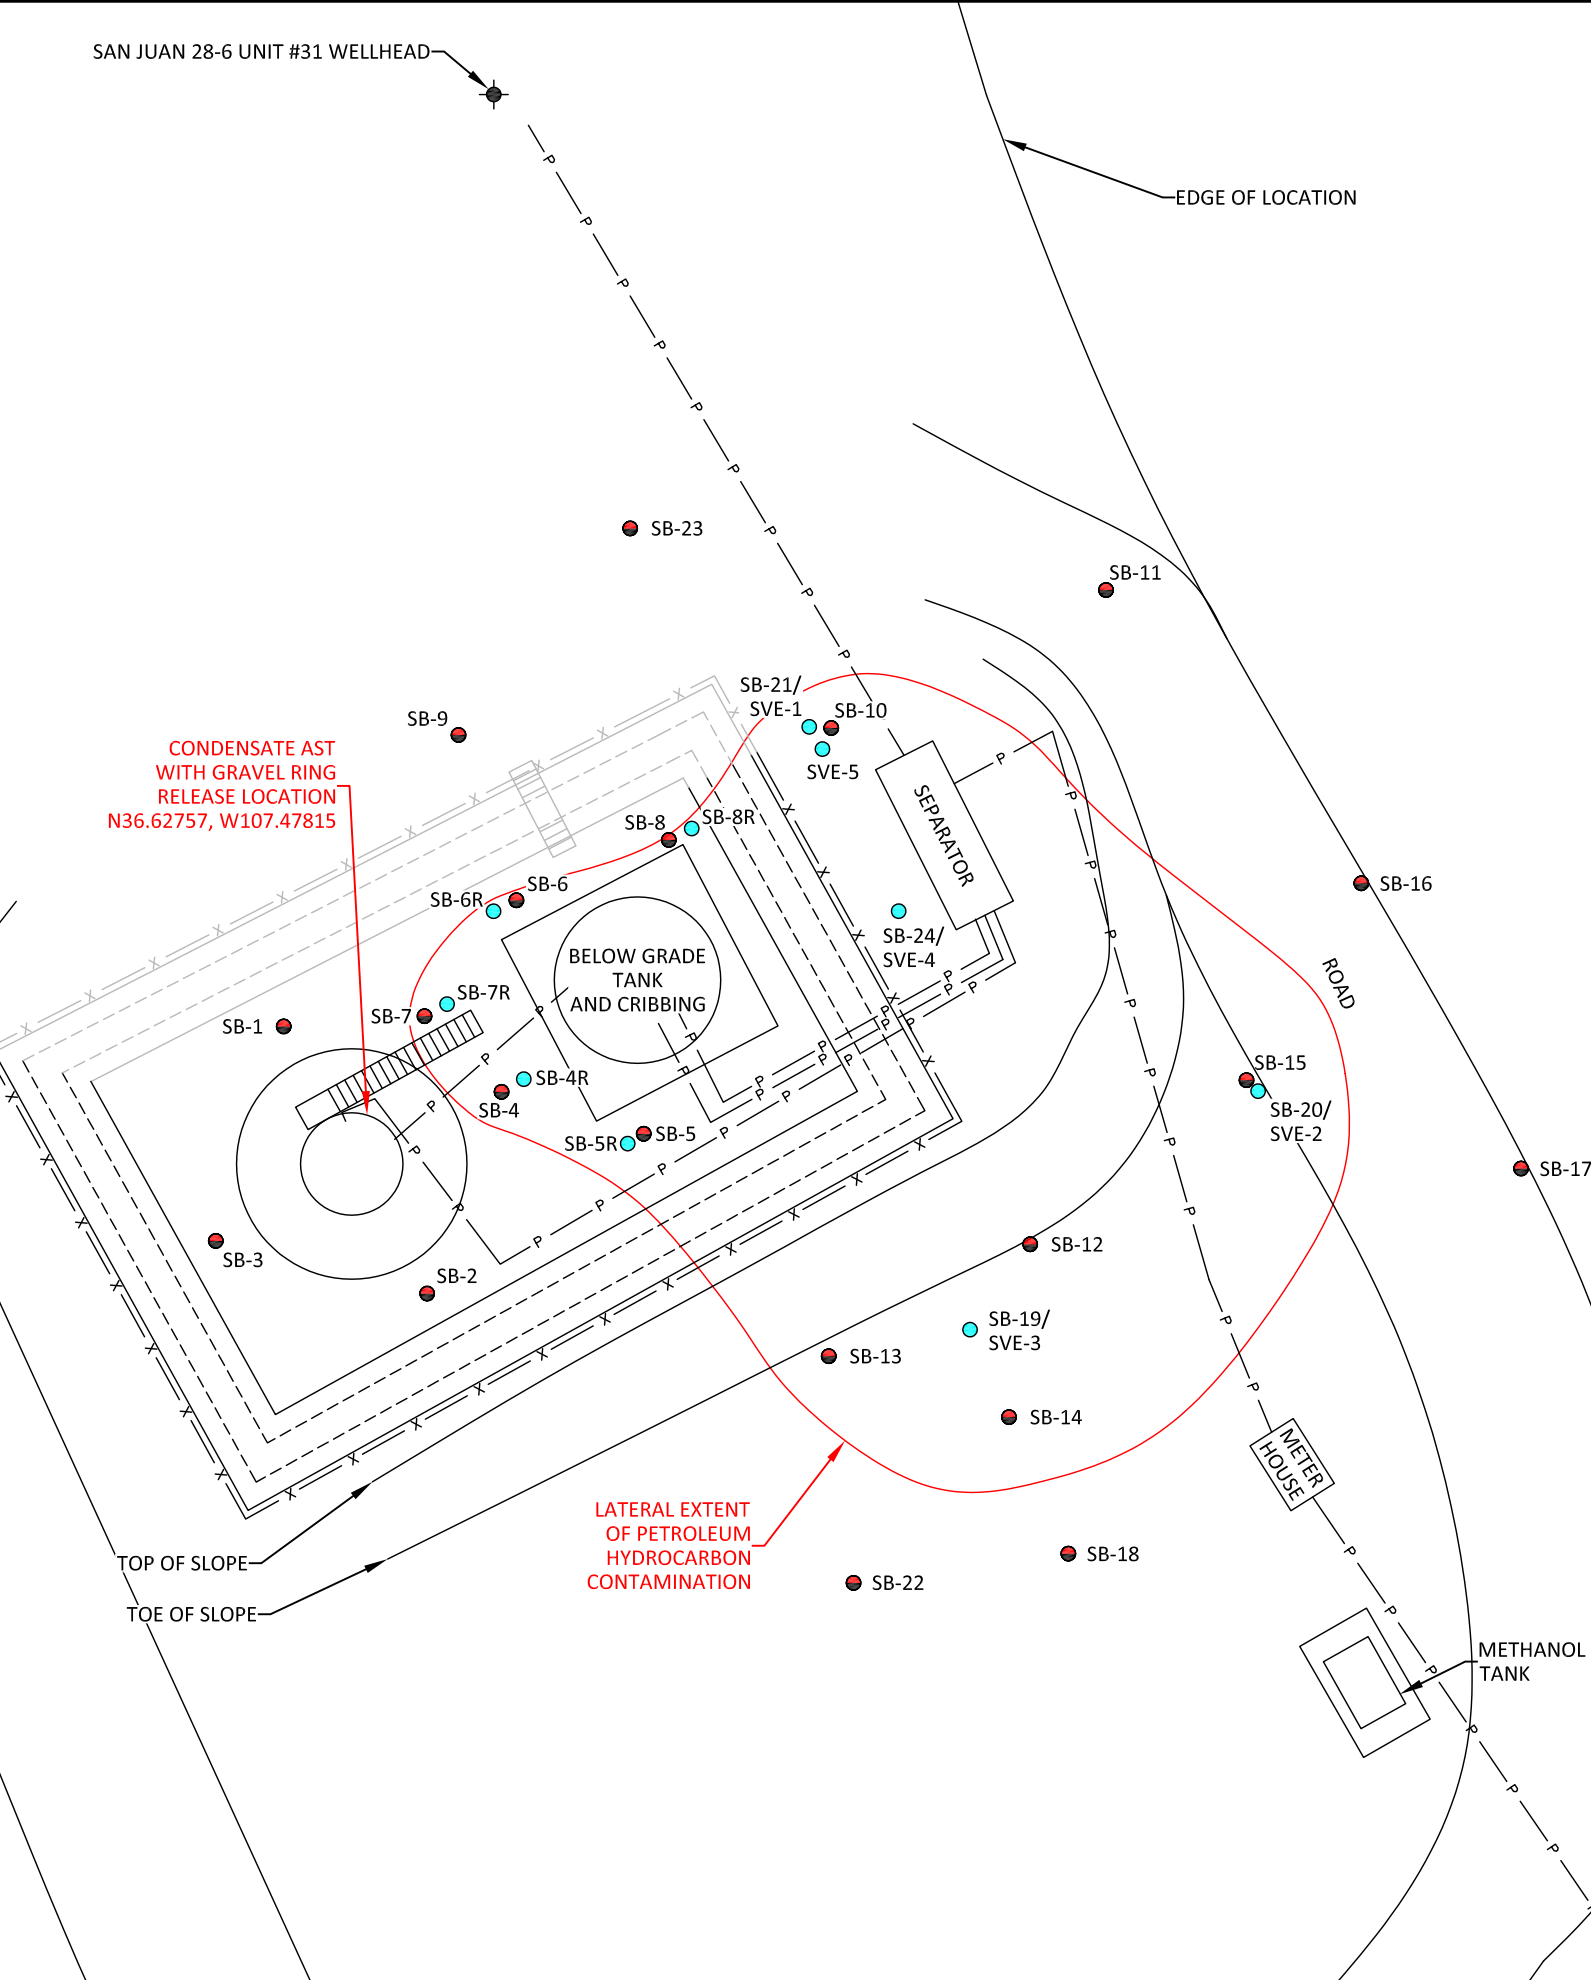 SAN JUAN 28-6 UNIT #31 WELLHEAD
EDGE OF LOCATION
SB-23
SB-11
SB-21/
SVE-1
SB-10
SVE-5
SB-9
CONDENSATE AST
WITH GRAVEL RING
RELEASE LOCATION
N36.62757, W107.47815
SEPARATOR
SB-8
SB-8R
SB-6
SB-6R
SB-16
SB-24/
SVE-4
BELOW GRADE
TANK
AND CRIBBING
ROAD
SB-7R
SB-7
SB-1
SB-4R
SB-4
SB-15
SB-20/
SVE-2
SB-5
SB-5R
SB-17
SB-3
SB-2
SB-12
SB-19/
SVE-3
SB-13
SB-14
METER
HOUSE
LATERAL EXTENT
OF PETROLEUM
HYDROCARBON
CONTAMINATION
TOP OF SLOPE
TOE OF SLOPE
SB-18
SB-22
METHANOL
TANK